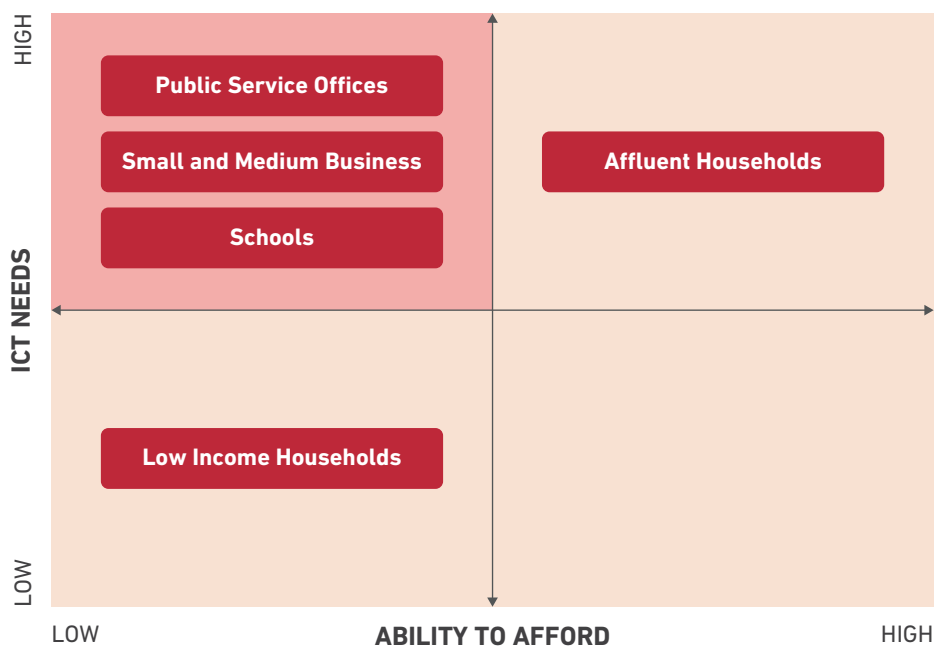 HIGH
Public Service Offices
Small and Medium Business
Affluent Households
Schools
ICT NEEDS
Low Income Households
LOW
LOW
ABILITY TO AFFORD
HIGH